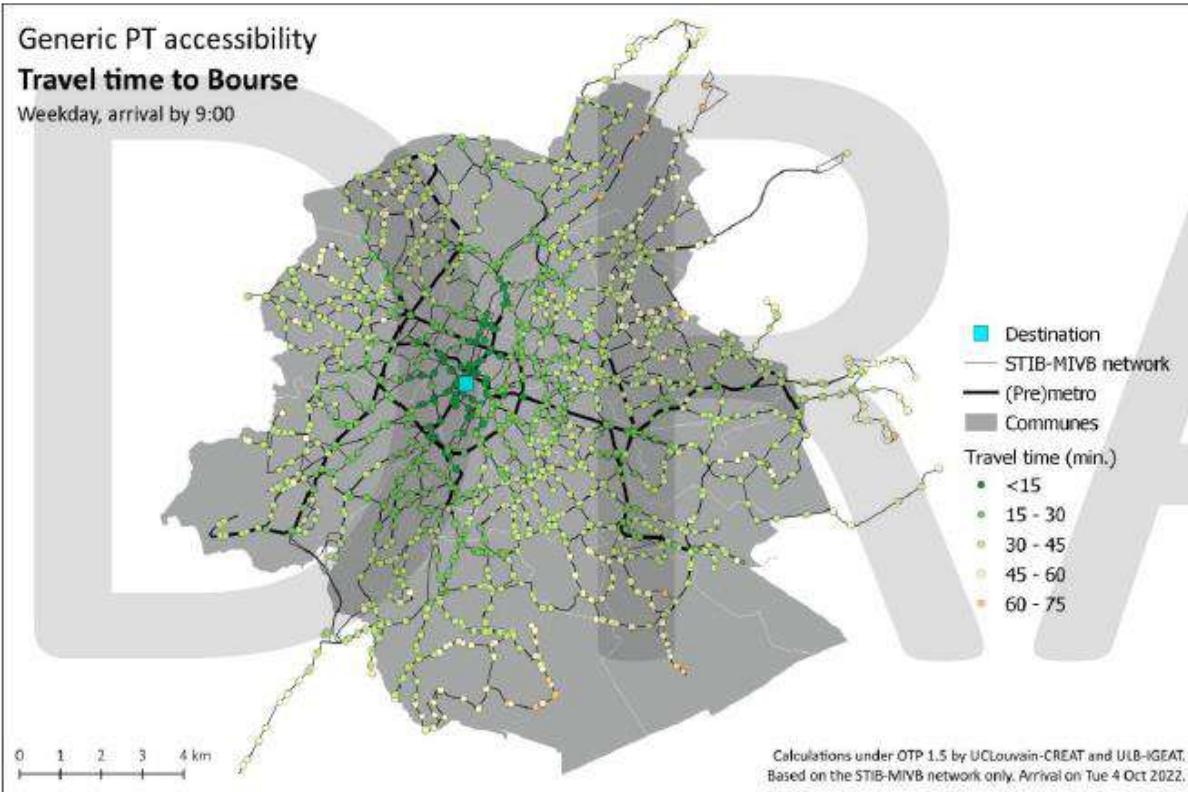 Generic PT accessibility
Travel time to Bourse
Weekday, arrival by 9:00
Destination
STIB-MIVB network
(Pre)metro
Communes
Travel time (min.)
<15
15 - 30
30 - 45
45 - 60
60 - 75
0 1 2 3 4 km
Calculations under OTP 1.5 by UCLouvain-CREAT and ULB-IGEAT.
Based on the STIB-MIVB network only. Arrival on Tue 4 Oct 2022.
DRA